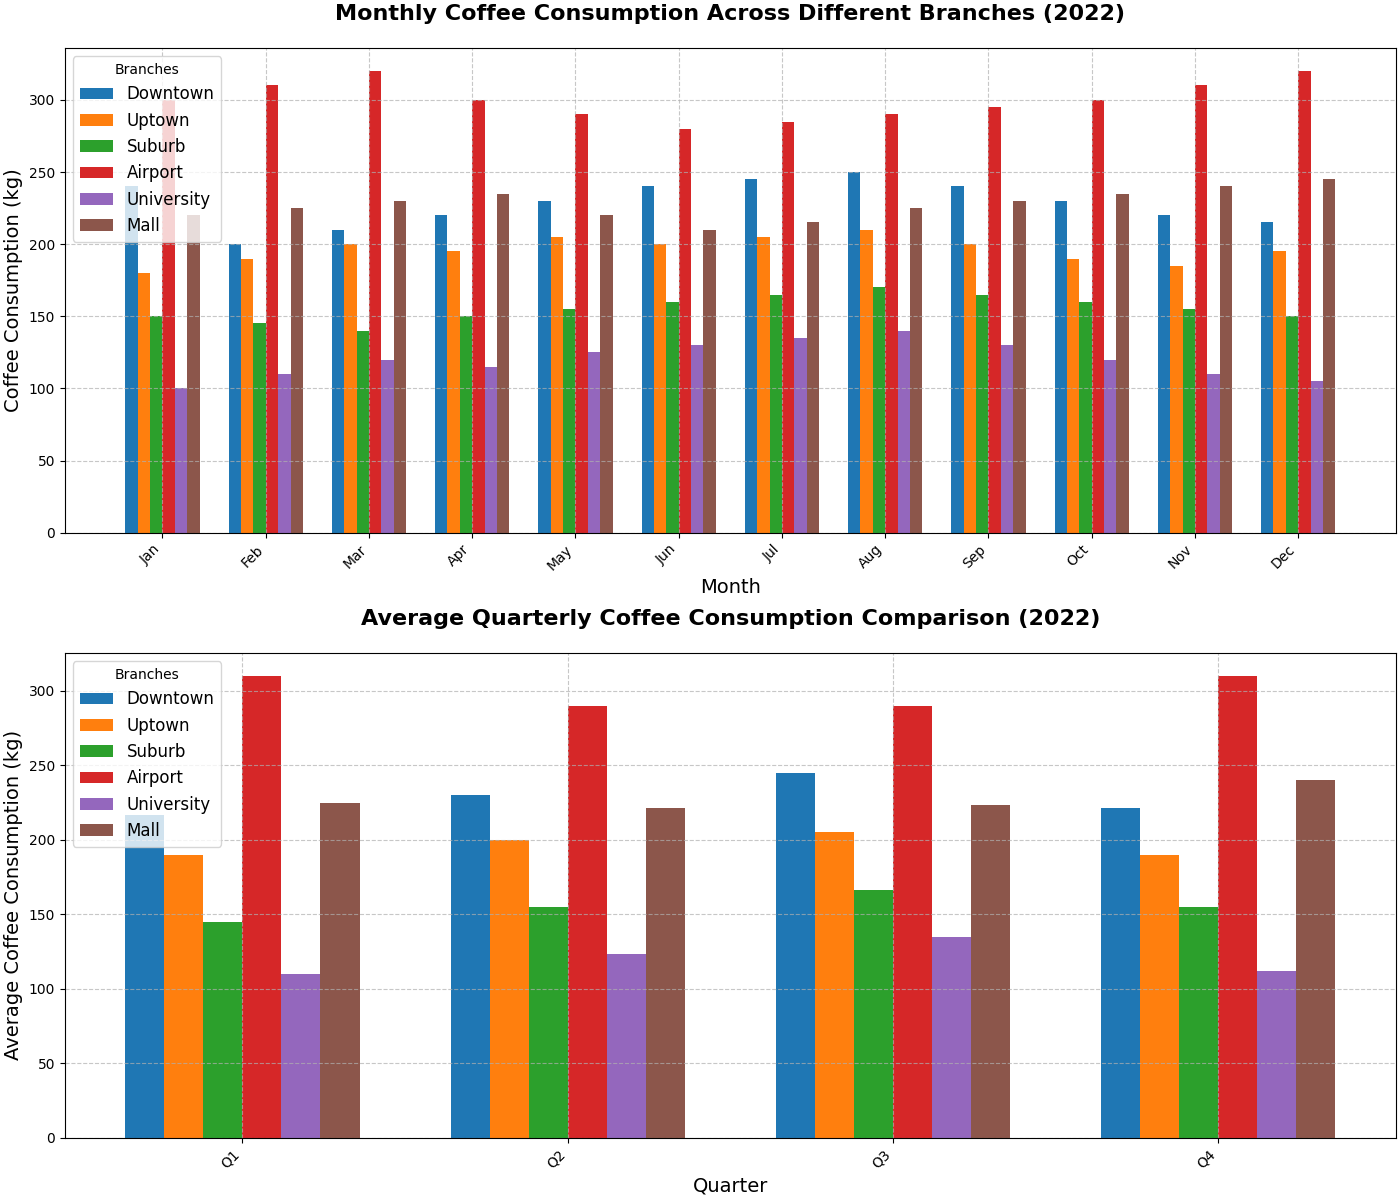 Monthly Coffee Consumption Across Different Branches (2022)
Coffee Consumption (kg)
300
250
200
150
100
50
0
Branches
Downtown
Uptown
Suburb
Airport
University
Mall
Jan
Feb
Mar
Apr
May
Jun
Jul
Aug
Sep
Oct
Nov
Dec
Month
Average Quarterly Coffee Consumption Comparison (2022)
Average Coffee Consumption (kg)
300
250
200
150
100
50
0
Branches
Downtown
Uptown
Suburb
Airport
University
Mall
Q1
Q2
Q3
Q4
Quarter